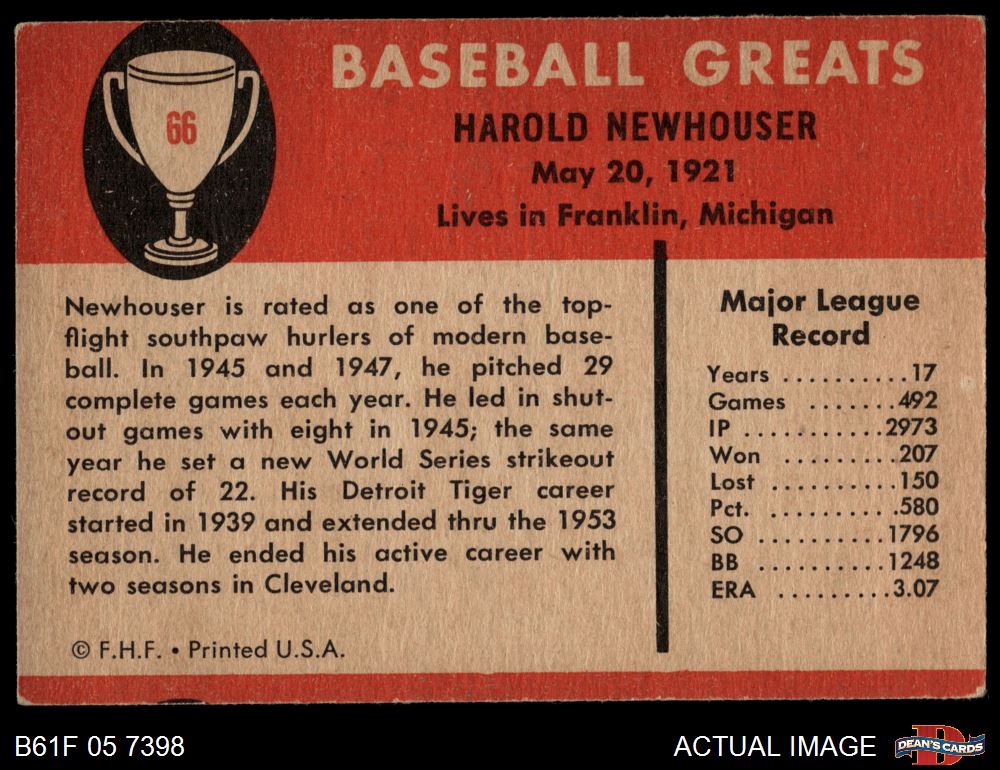 66
BASEBALL GREATS
HAROLD NEWHOUSER
May 20, 1921
Lives in Franklin, Michigan
Newhouser is rated as one of the top-
flight southpaw hurlers of modern base-
ball. In 1945 and 1947, he pitched 29
complete games each year. He led in shut-
out games with eight in 1945; the same
year he set a new World Series strikeout
record of 22. His Detroit Tiger career
started in 1939 and extended thru the 1953
season. He ended his active career with
two seasons in Cleveland.
© F.H.F. • Printed U.S.A.
Major League
Record
Years ..........17
Games .......492
IP ...........2973
Won .........207
Lost ..........150
Pct. ..........580
SO ..........1796
BB ..........1248
ERA .........3.07
B61F 05 7398
ACTUAL IMAGE
D
DEAN'S CARDS